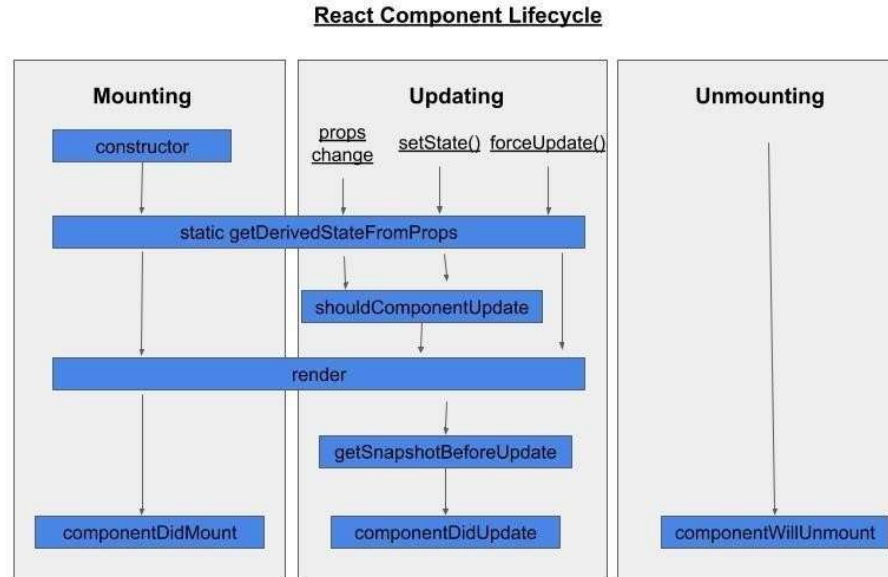 React Component Lifecycle
Mounting
Updating
Unmounting
constructor
props
change
setState()
forceUpdate()
static getDerivedStateFromProps
shouldComponentUpdate
render
getSnapshotBeforeUpdate
componentDidMount
componentDidUpdate
componentWillUnmount